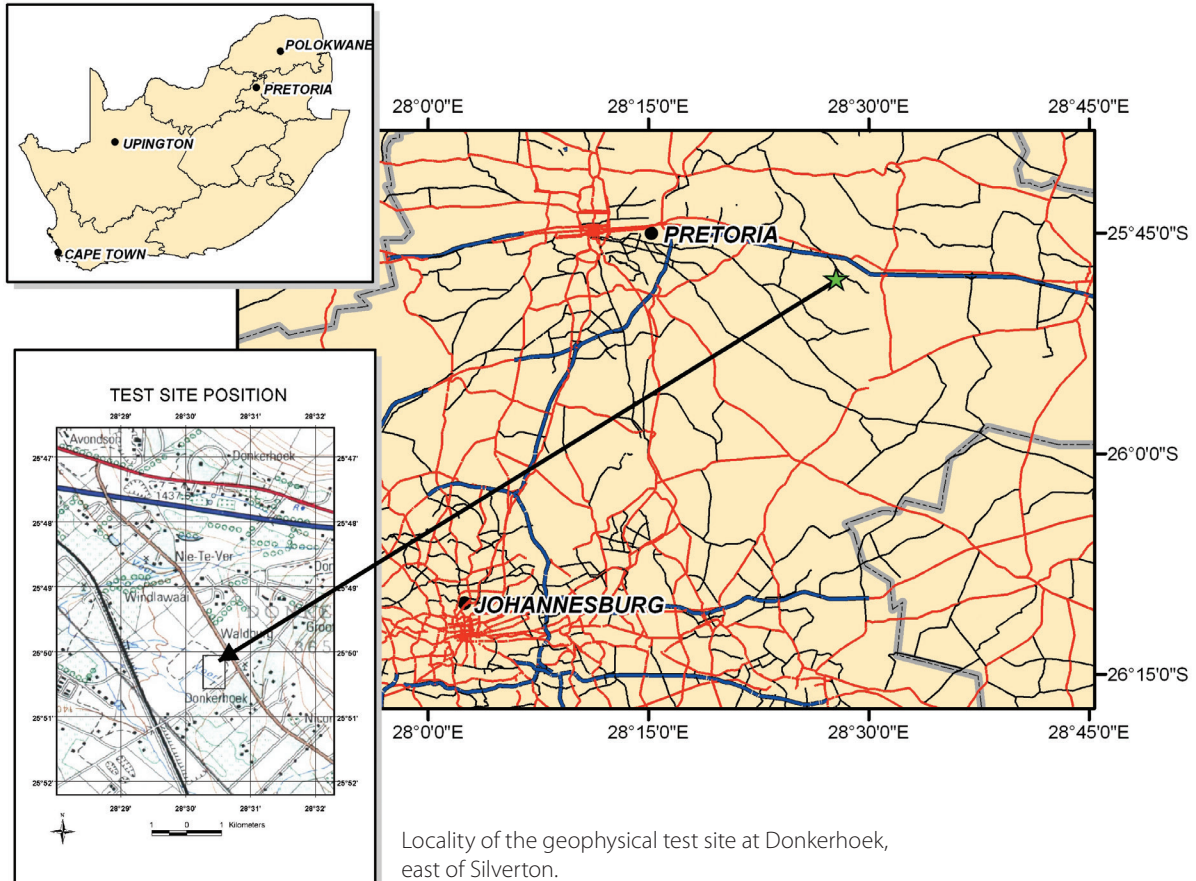 POLOKWANE
PRETORIA
UPINGTON
CAPE TOWN
28°0'0"E 28°15'0"E 28°30'0"E 28°45'0"E
PRETORIA
25°45'0"S
26°0'0"S
JOHANNESBURG
26°15'0"S
28°0'0"E 28°15'0"E 28°30'0"E 28°45'0"E
TEST SITE POSITION
28°29' 28°30' 28°31' 28°32'
Avondson
25°47' Donkerhoek 25°47'
1437.5
25°48' 25°48'
Nie-Te-Ver
25°49' 25°49'
Windlawaai
Waldburg
25°50' 25°50'
Donkerhoek
25°51' 25°51'
25°52' 25°52'
28°29' 28°30' 28°31' 28°32'
N
1 0 1 Kilometers
Locality of the geophysical test site at Donkerhoek,
east of Silverton.